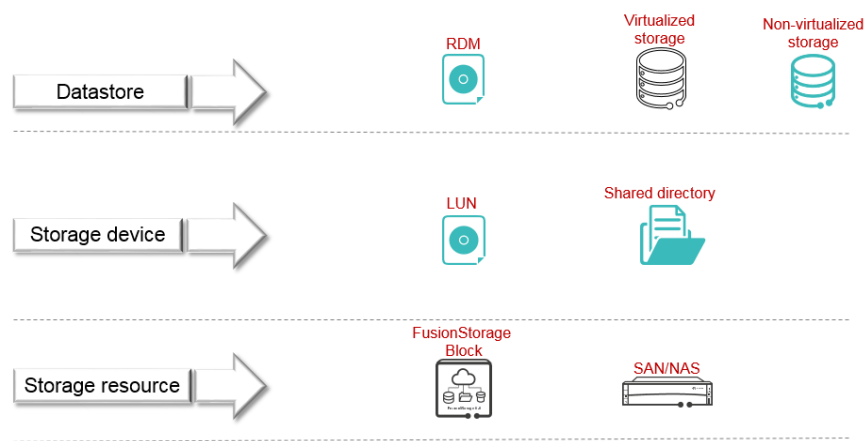 Datastore
RDM
Virtualized
storage
Non-virtualized
storage
Storage device
LUN
Shared directory
Storage resource
FusionStorage
Block
SAN/NAS